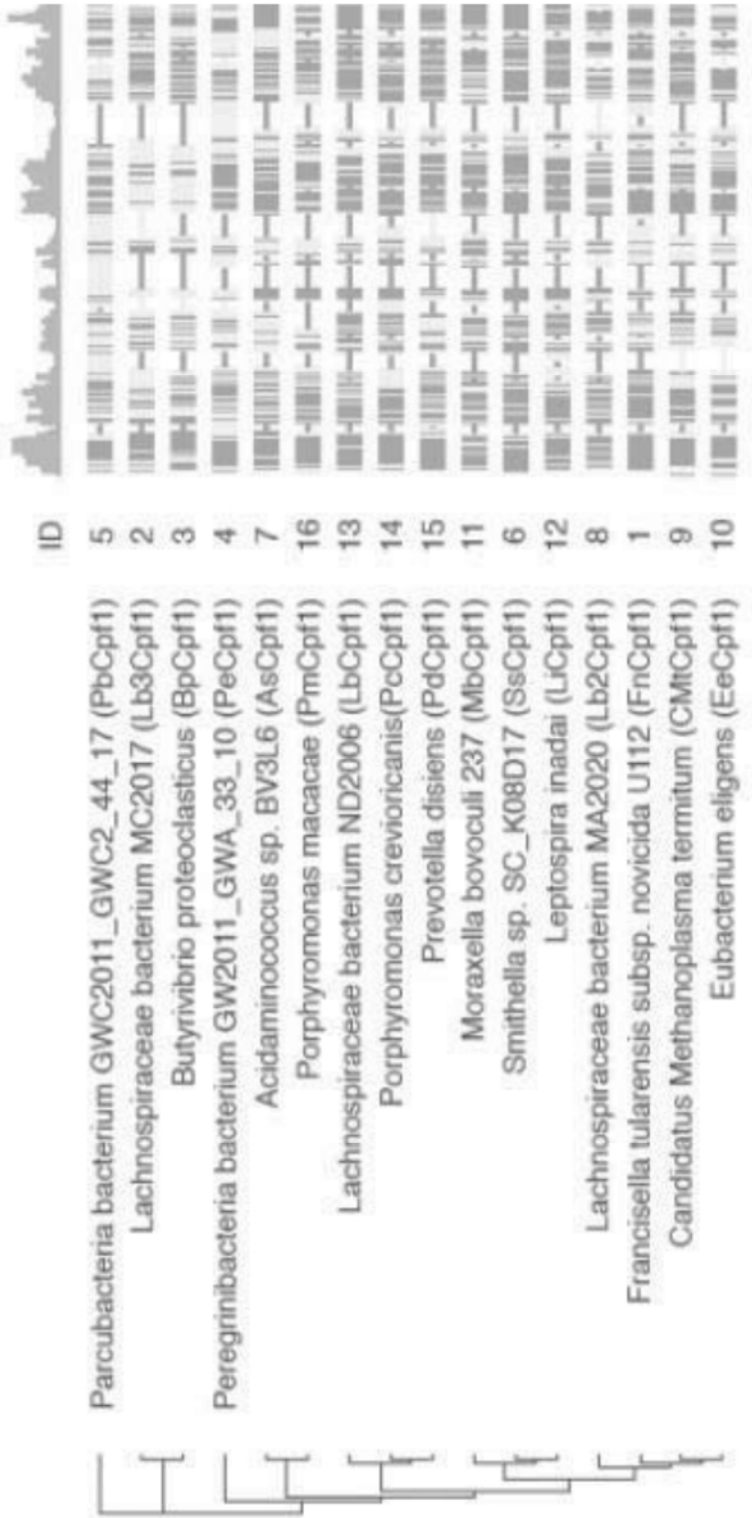 ID
Parcubacteria bacterium GWC2011_GWC2_44_17 (PbCpf1) 5
Lachnospiraceae bacterium MC2017 (Lb3Cpf1) 2
Butyrivibrio proteoclasticus (BpCpf1) 3
Peregrinibacteria bacterium GW2011_GWA_33_10 (PeCpf1) 4
Acidaminococcus sp. BV3L6 (AsCpf1) 7
Porphyromonas macacae (PmCpf1) 16
Lachnospiraceae bacterium ND2006 (LbCpf1) 13
Porphyromonas crevioricanis(PcCpf1) 14
Prevotella disiens (PdCpf1) 15
Moraxella bovoculi 237 (MbCpf1) 11
Smithella sp. SC_K08D17 (SsCpf1) 6
Leptospira inadai (LiCpf1) 12
Lachnospiraceae bacterium MA2020 (Lb2Cpf1) 8
Francisella tularensis subsp. novicida U112 (FnCpf1) 1
Candidatus Methanoplasma termitum (CMtCpf1) 9
Eubacterium eligens (EeCpf1) 10